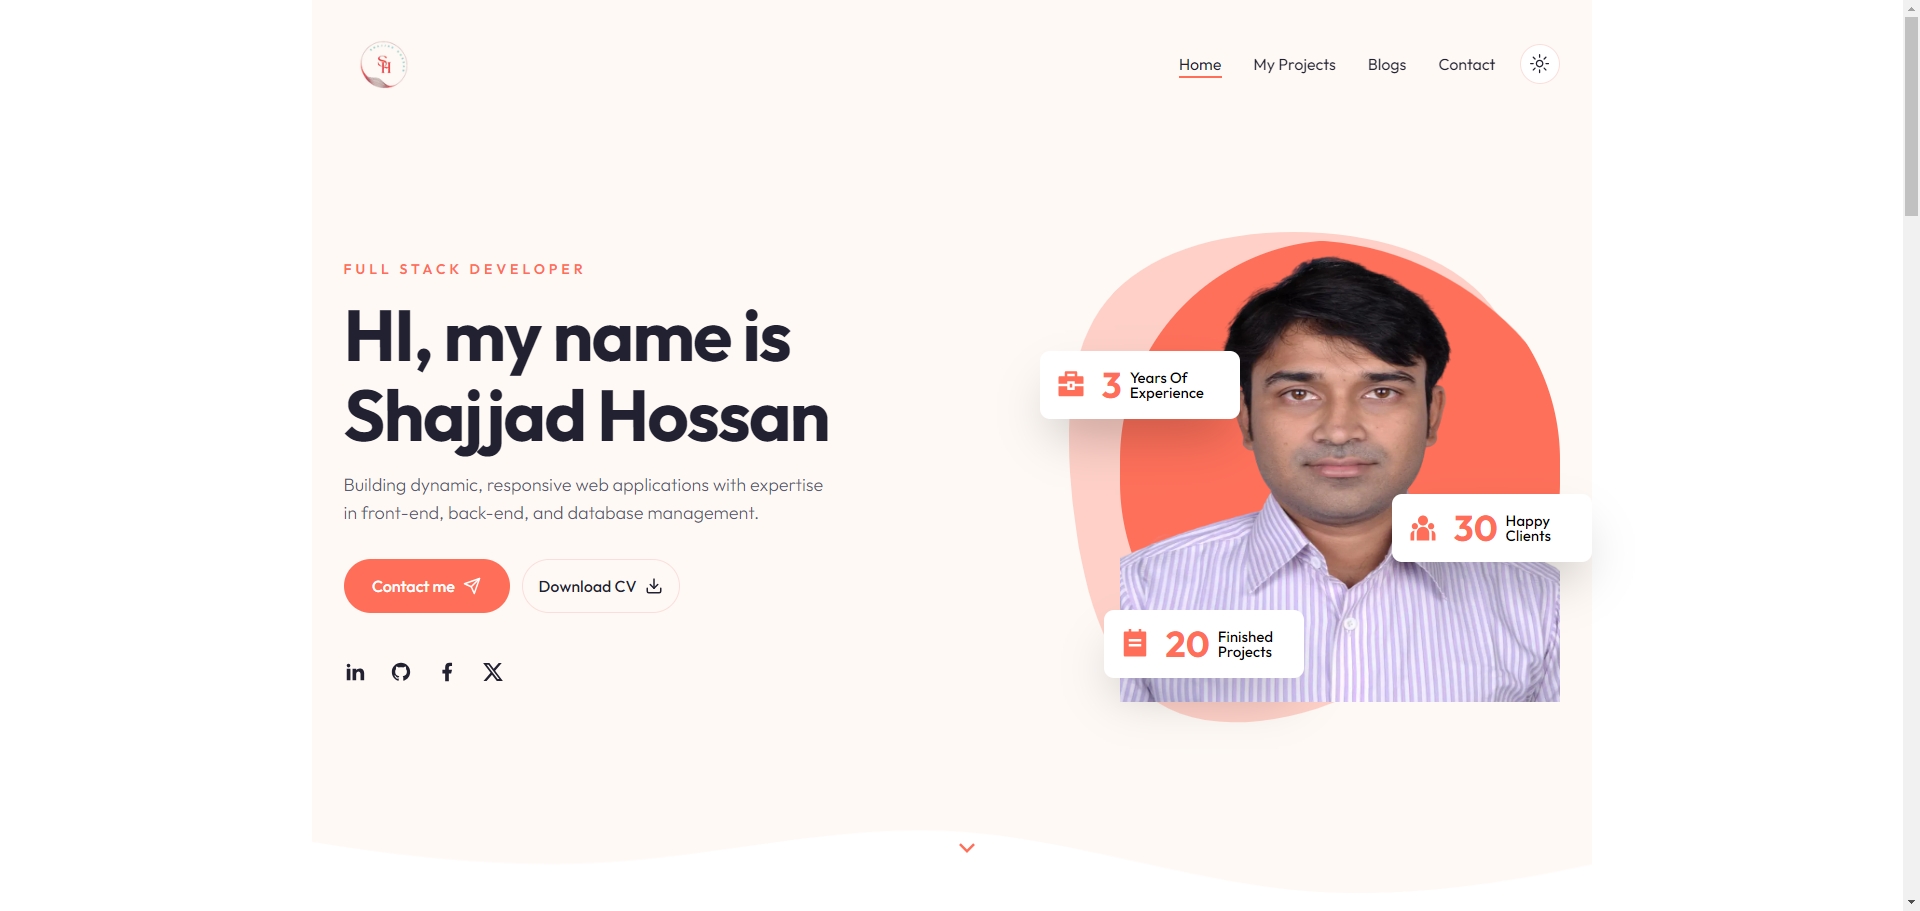 SH
Home
My Projects
Blogs
Contact
FULL STACK DEVELOPER
HI, my name is
Shajjad Hossan
Building dynamic, responsive web applications with expertise
in front-end, back-end, and database management.
Contact me
Download CV
in
3 Years Of
Experience
30 Happy
Clients
20 Finished
Projects